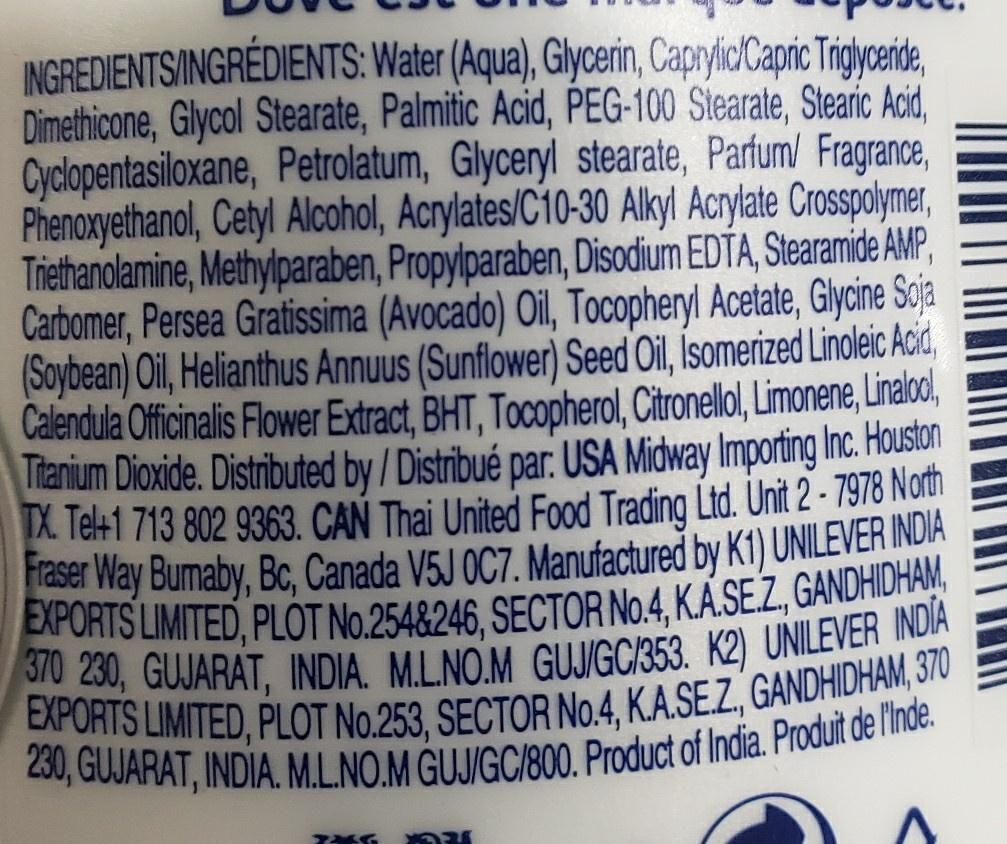 Dove est une marque déposée.
INGREDIENTS/INGRÉDIENTS: Water (Aqua), Glycerin, Caprylic/Capric Triglyceride,
Dimethicone, Glycol Stearate, Palmitic Acid, PEG-100 Stearate, Stearic Acid,
Cyclopentasiloxane, Petrolatum, Glyceryl stearate, Parfum/ Fragrance,
Phenoxyethanol, Cetyl Alcohol, Acrylates/C10-30 Alkyl Acrylate Crosspolymer,
Triethanolamine, Methylparaben, Propylparaben, Disodium EDTA, Stearamide AMP,
Carbomer, Persea Gratissima (Avocado) Oil, Tocopheryl Acetate, Glycine Soja
(Soybean) Oil, Helianthus Annuus (Sunflower) Seed Oil, Isomerized Linoleic Acid,
Calendula Officinalis Flower Extract, BHT, Tocopherol, Citronellol, Limonene, Linalool,
Titanium Dioxide. Distributed by / Distribué par: USA Midway Importing Inc. Houston
TX. Tel+1 713 802 9363. CAN Thai United Food Trading Ltd. Unit 2 - 7978 North
Fraser Way Burnaby, Bc, Canada V5J 0C7. Manufactured by K1) UNILEVER INDIA
EXPORTS LIMITED, PLOT No.254&246, SECTOR No.4, K.A.SE.Z., GANDHIDHAM,
370 230, GUJARAT, INDIA. M.L.NO.M GUJ/GC/353. K2) UNILEVER INDIA
EXPORTS LIMITED, PLOT No.253, SECTOR No.4, K.A.SE.Z., GANDHIDHAM, 370
230, GUJARAT, INDIA. M.L.NO.M GUJ/GC/800. Product of India. Produit de l'Inde.